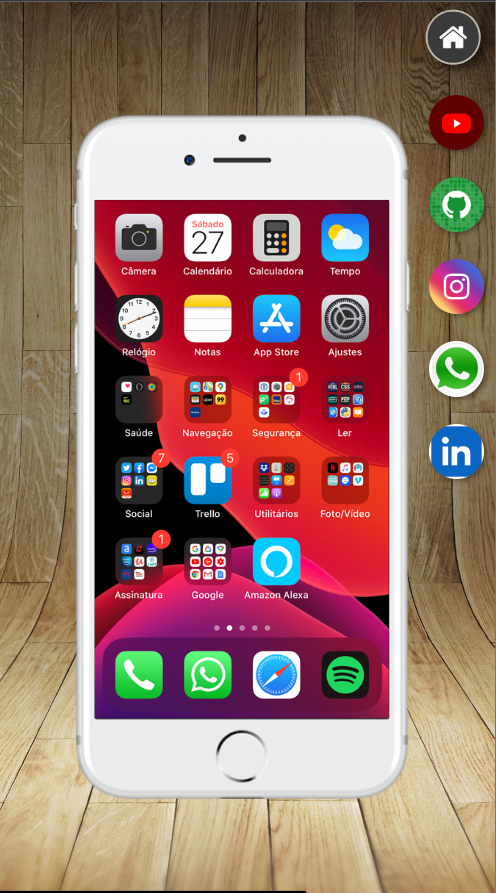 Sábado
27
Câmera Calendário Calculadora Tempo
Relógio Notas App Store Ajustes
1
Saúde Navegação Segurança Ler
7 5
Social Trello Utilitários Foto/Vídeo
1
Assinatura Google Amazon Alexa
in